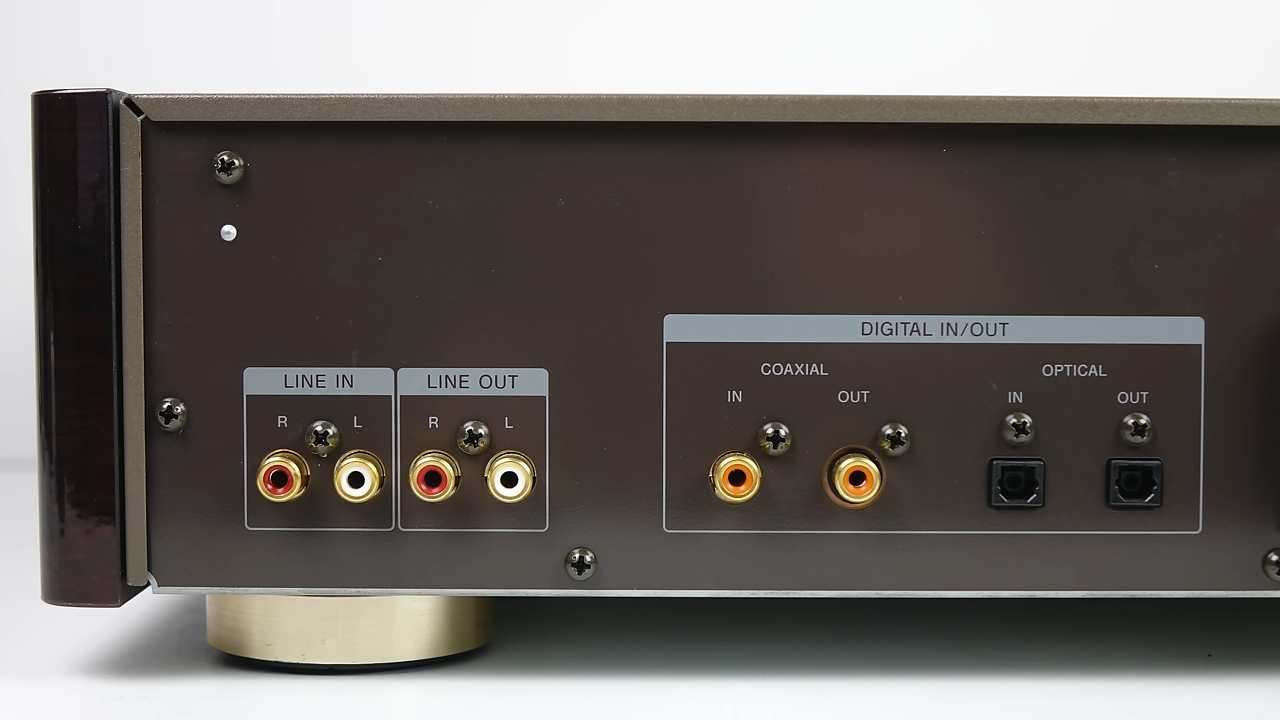 LINE IN
R L
LINE OUT
R L
DIGITAL IN/OUT
COAXIAL
IN OUT
OPTICAL
IN OUT